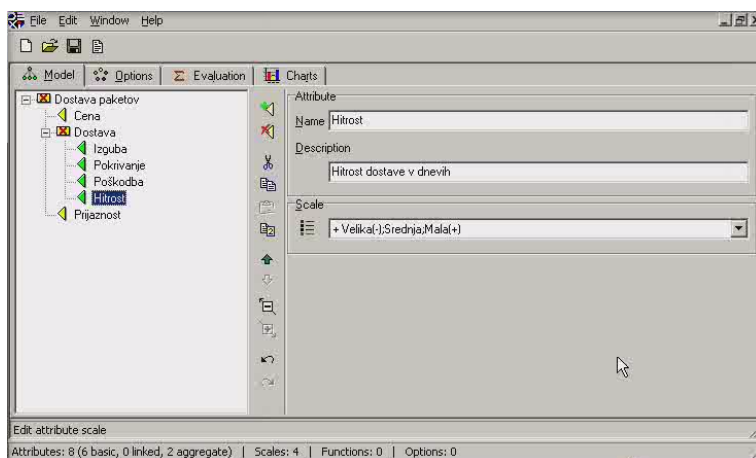 File Edit Window Help
Model Options Evaluation Charts
Dostava paketov
Cena
Dostava
Izguba
Pokrivanje
Poškodba
Hitrost
Prijaznost
Attribute
Name Hitrost
Description
Hitrost dostave v dnevih
Scale
+ Velika(-);Srednja;Mala(+)
Edit attribute scale
Attributes: 8 (6 basic, 0 linked, 2 aggregate) | Scales: 4 | Functions: 0 | Options: 0